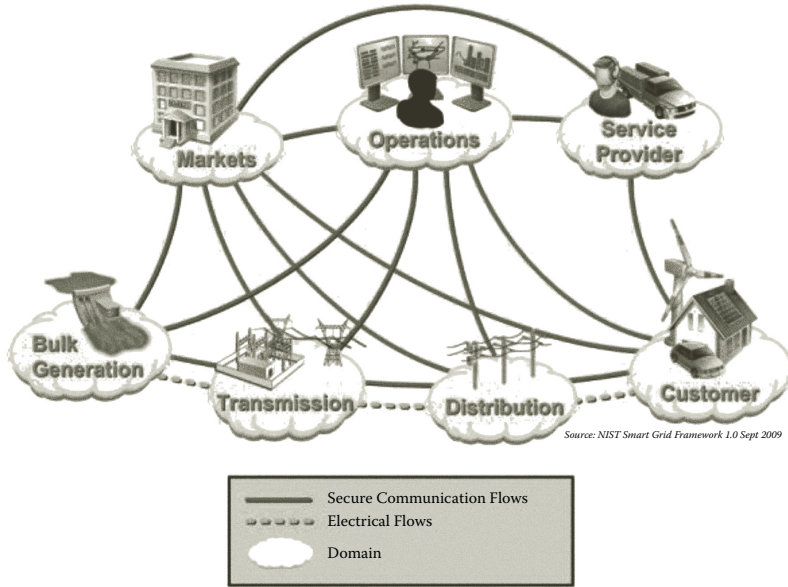 Markets
Operations
Service
Provider
Bulk
Generation
Transmission
Distribution
Customer
Source: NIST Smart Grid Framework 1.0 Sept 2009
Secure Communication Flows
Electrical Flows
Domain